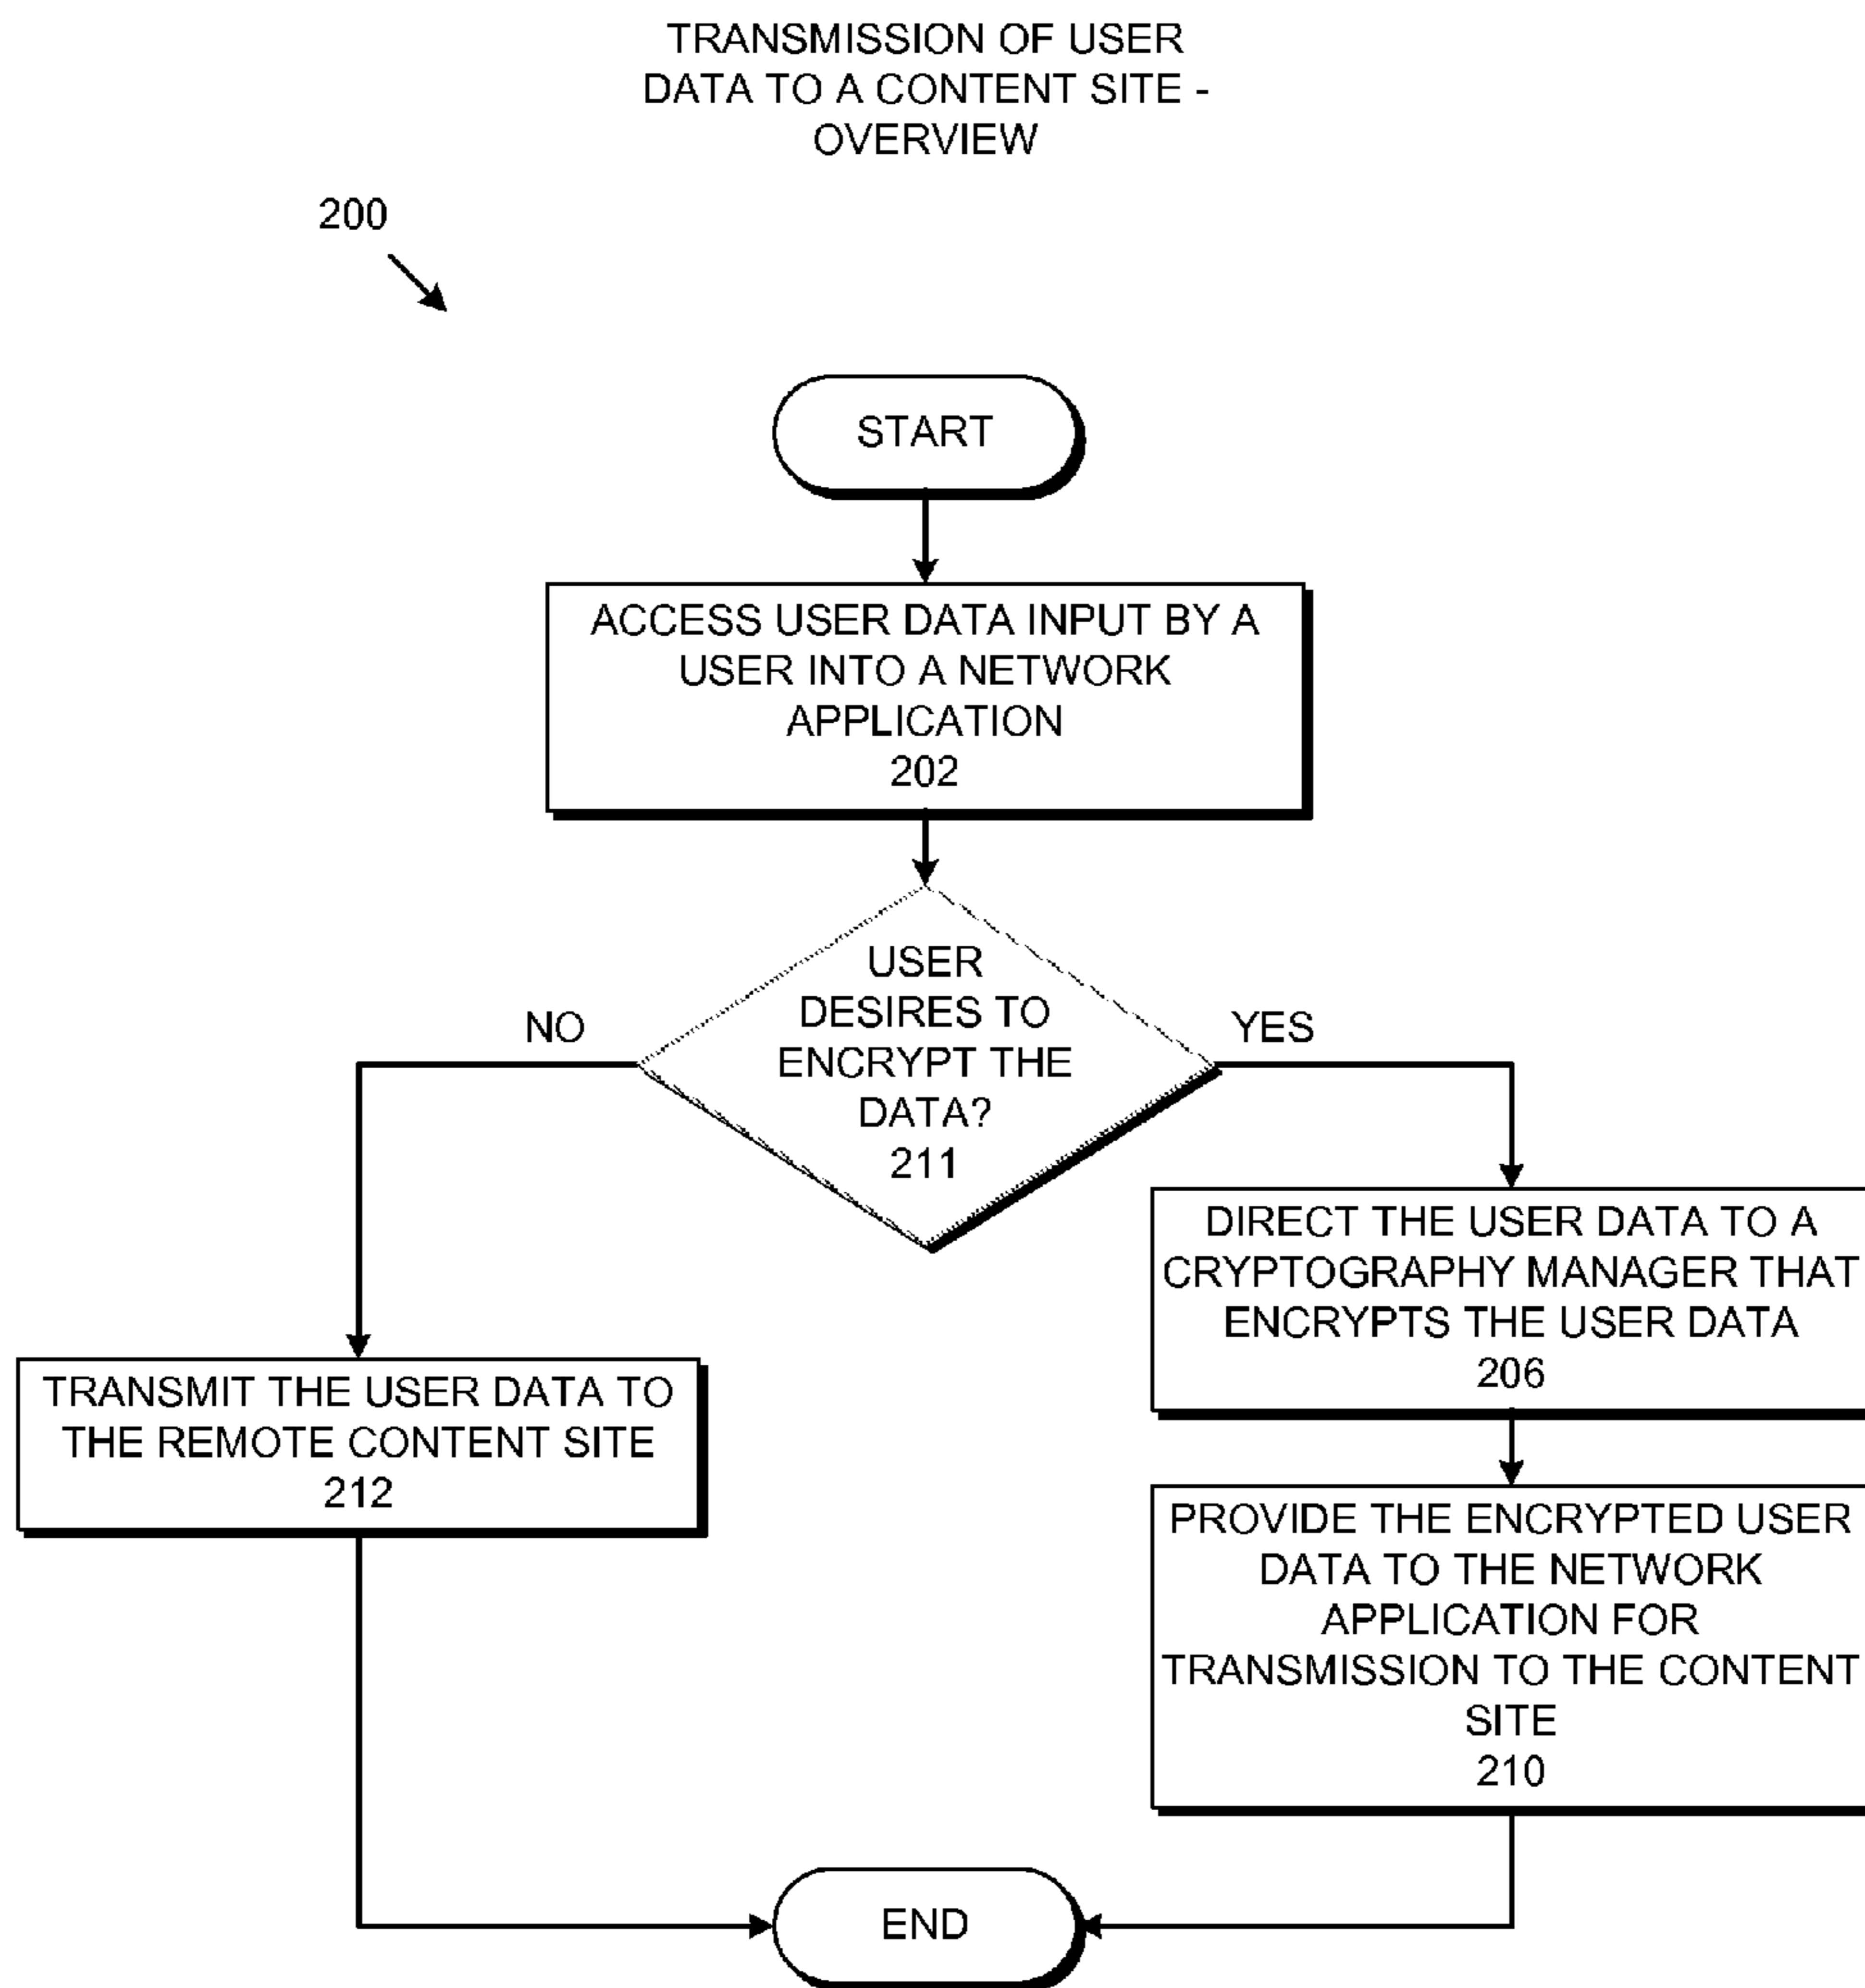 TRANSMISSION OF USER
DATA TO A CONTENT SITE -
OVERVIEW
200
START
ACCESS USER DATA INPUT BY A
USER INTO A NETWORK
APPLICATION
202
USER
DESIRES TO
ENCRYPT THE
DATA?
211
NO
YES
DIRECT THE USER DATA TO A
CRYPTOGRAPHY MANAGER THAT
ENCRYPTS THE USER DATA
206
TRANSMIT THE USER DATA TO
THE REMOTE CONTENT SITE
212
PROVIDE THE ENCRYPTED USER
DATA TO THE NETWORK
APPLICATION FOR
TRANSMISSION TO THE CONTENT
SITE
210
END